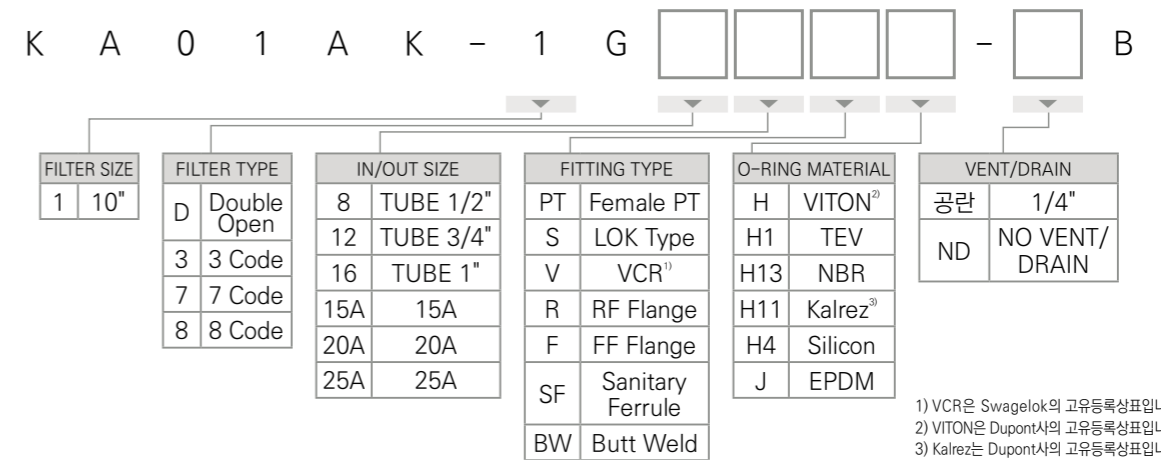 K A 0 1 A K - 1 G - B
FILTER SIZE
1 10"
FILTER TYPE
D Double Open
3 3 Code
7 7 Code
8 8 Code
IN/OUT SIZE
8 TUBE 1/2"
12 TUBE 3/4"
16 TUBE 1"
15A 15A
20A 20A
25A 25A
FITTING TYPE
PT Female PT
S LOK Type
V VCR1)
R RF Flange
F FF Flange
SF Sanitary Ferrule
BW Butt Weld
O-RING MATERIAL
H VITON2)
H1 TEV
H13 NBR
H11 Kalrez3)
H4 Silicon
J EPDM
VENT/DRAIN
공란 1/4"
ND NO VENT/ DRAIN
1) VCR은 Swagelok의 고유등록상표입니
2) VITON은 Dupont사의 고유등록상표입니
3) Kalrez는 Dupont사의 고유등록상표입니